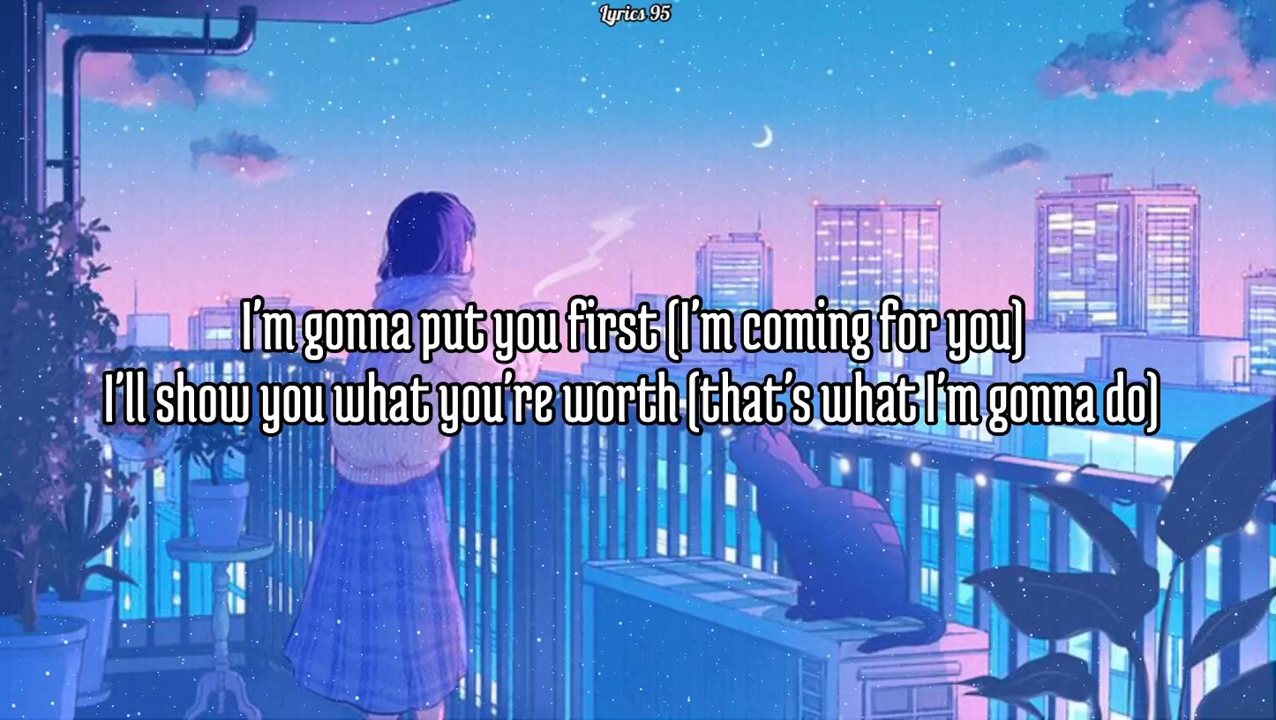 Lyrics 95
I'm gonna put you first (I'm coming for you)
I'll show you what you're worth (that's what I'm gonna do)